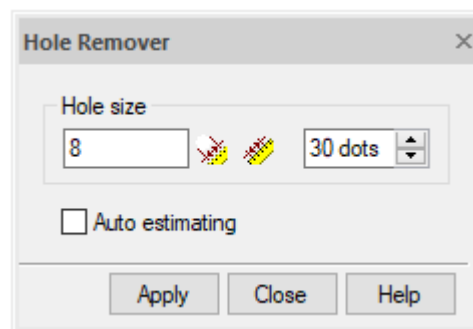 Hole Remover
Hole size
8
30 dots
Auto estimating
Apply Close Help